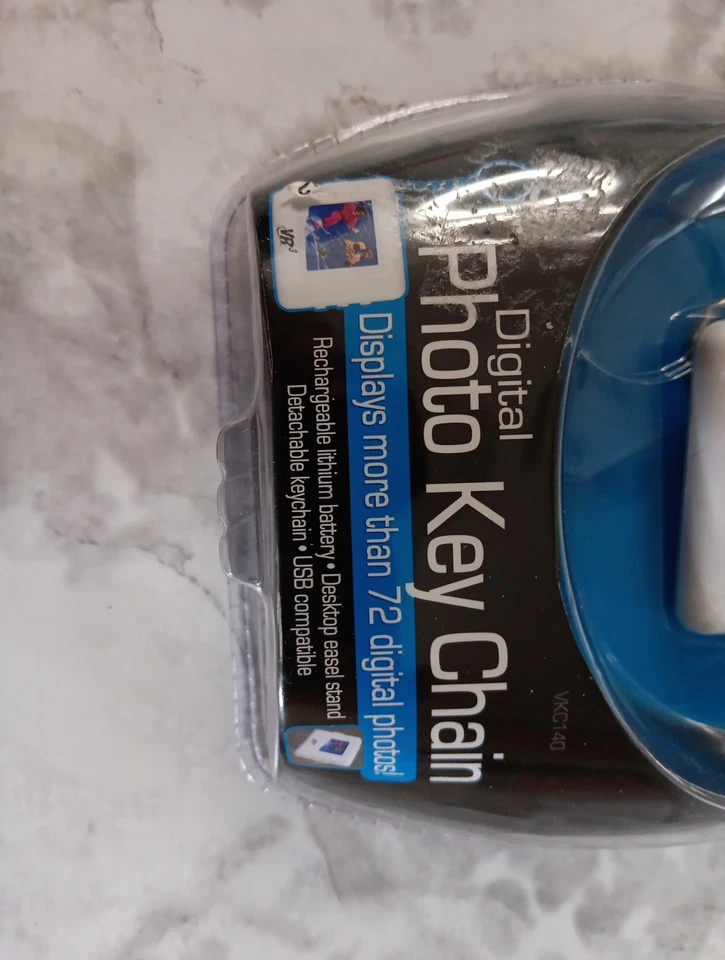 Digital
Photo Key Chain
VKC140
Displays more than 72 digital photos!
Rechargeable lithium battery • Desktop easel stand
Detachable keychain • USB compatible
VR3